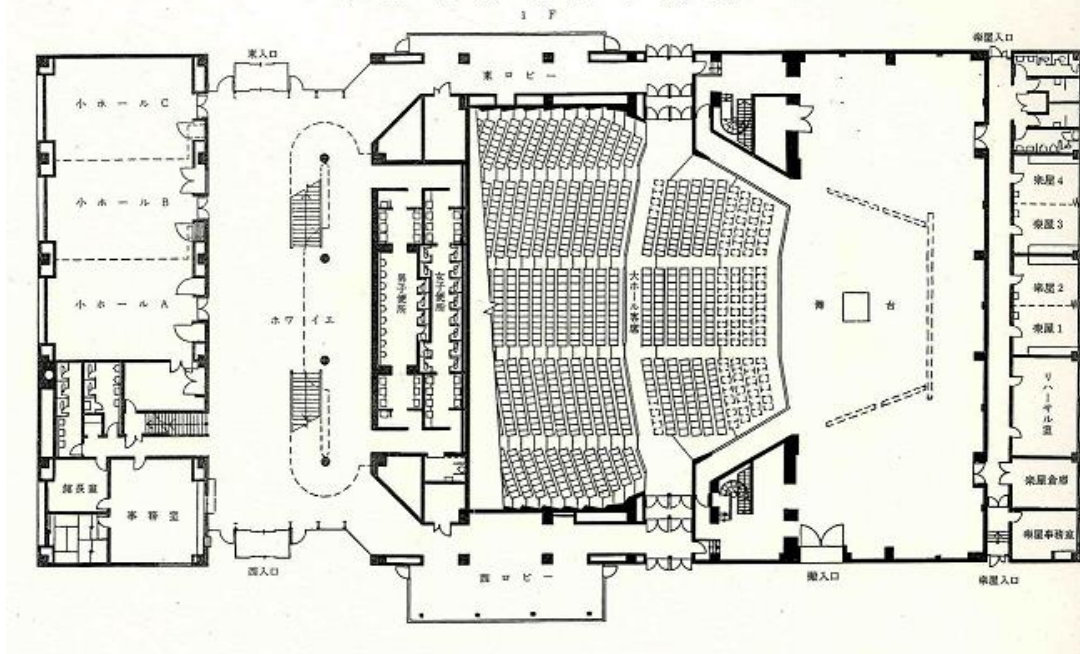 1 F
楽屋入口
東入口
東ロビー
小ホール C
小ホール B
小ホール A
ホワイエ
男子便所
女子便所
大ホール客席
舞台
楽屋 4
楽屋 3
楽屋 2
楽屋 1
リハーサル室
楽屋倉庫
楽屋事務室
館長室
事務室
西入口
西ロビー
搬入口
楽屋入口